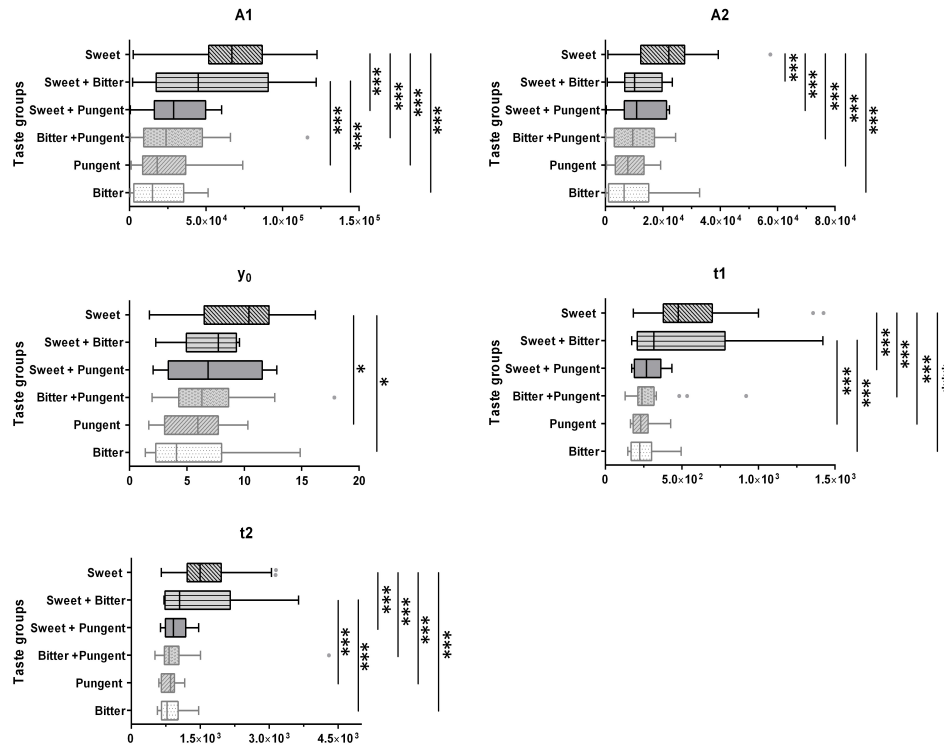 A1
Taste groups
Sweet
Sweet + Bitter
Sweet + Pungent
Bitter +Pungent
Pungent
Bitter
0
5.0×10⁴
1.0×10⁵
1.5×10⁵
***
***
***
***
***
***
A2
Taste groups
Sweet
Sweet + Bitter
Sweet + Pungent
Bitter +Pungent
Pungent
Bitter
0
2.0×10⁴
4.0×10⁴
6.0×10⁴
8.0×10⁴
***
***
***
***
***
y₀
Taste groups
Sweet
Sweet + Bitter
Sweet + Pungent
Bitter +Pungent
Pungent
Bitter
0
5
10
15
20
*
*
t1
Taste groups
Sweet
Sweet + Bitter
Sweet + Pungent
Bitter +Pungent
Pungent
Bitter
0
5.0×10²
1.0×10³
1.5×10³
***
***
***
***
***
t2
Taste groups
Sweet
Sweet + Bitter
Sweet + Pungent
Bitter +Pungent
Pungent
Bitter
0
1.5×10³
3.0×10³
4.5×10³
***
***
***
***
***
***